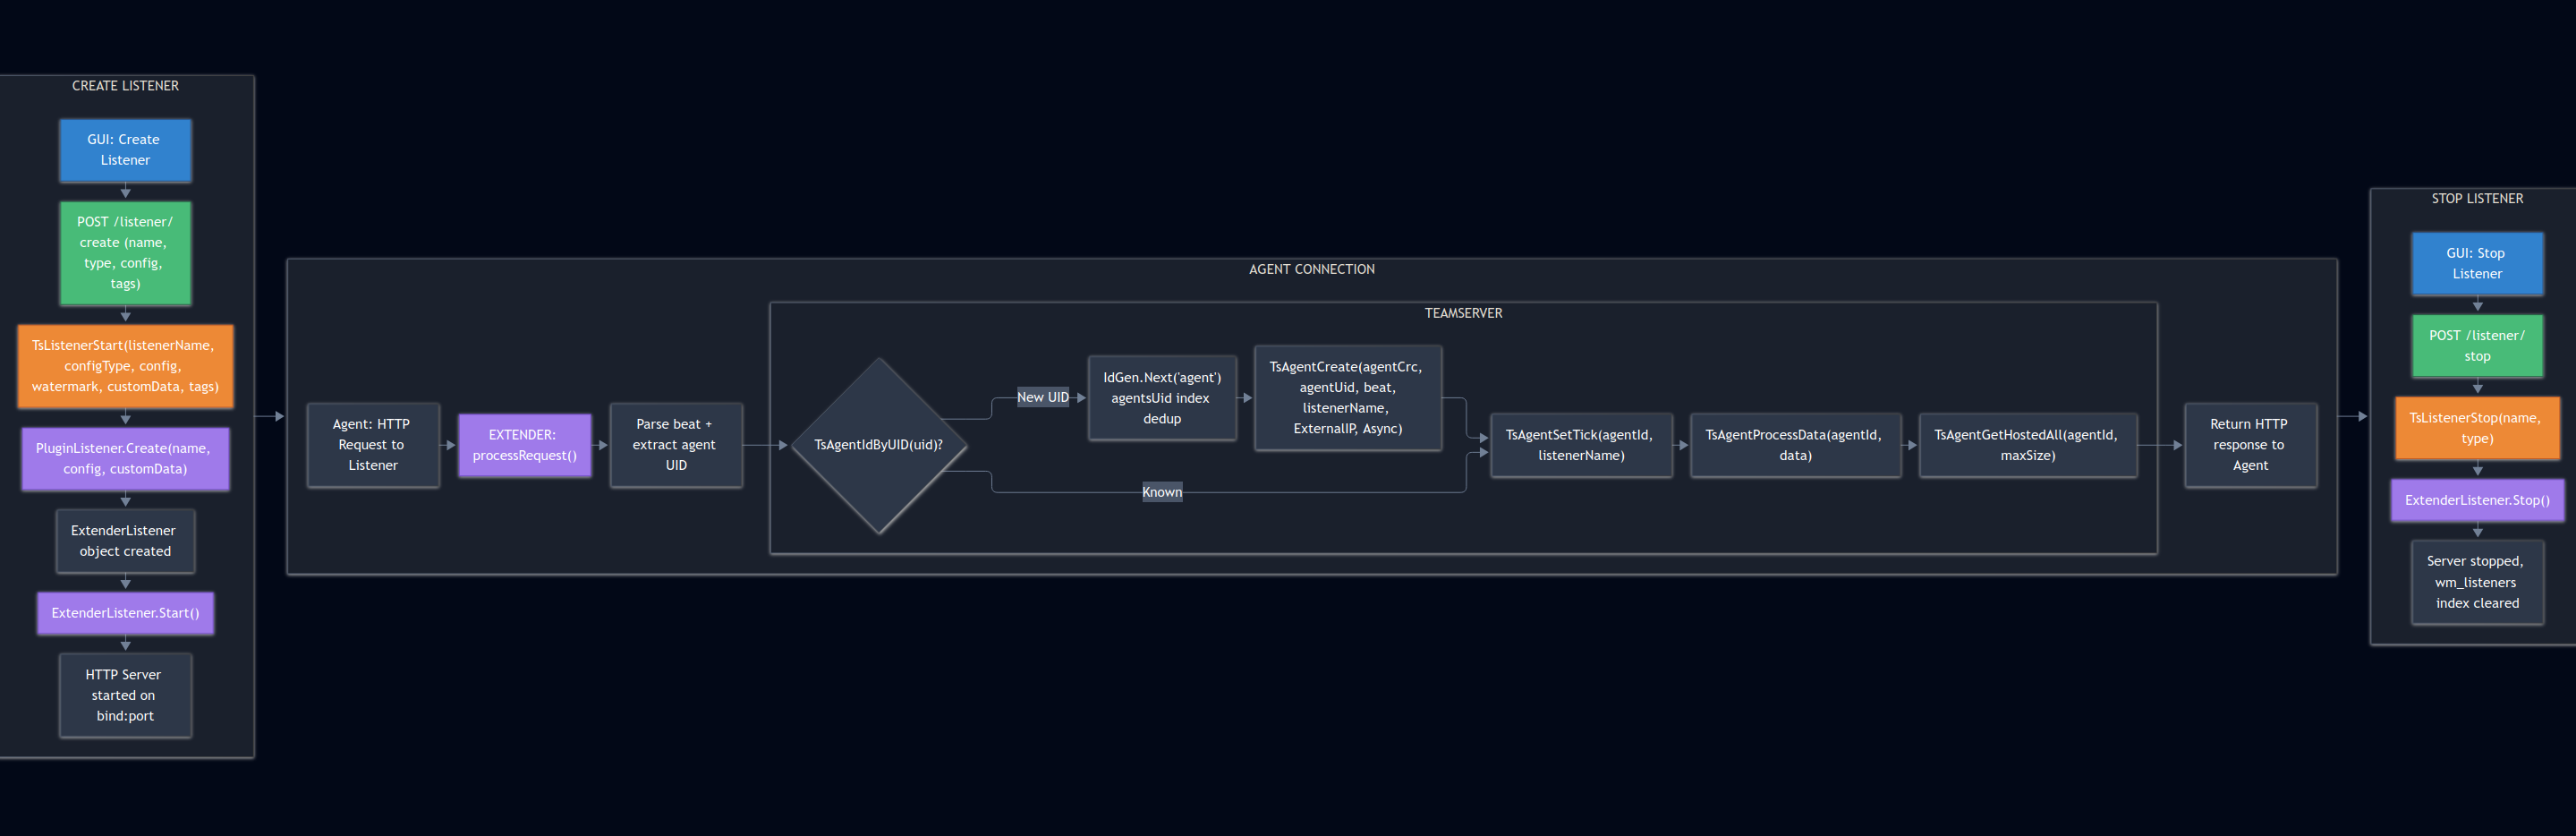 CREATE LISTENER
GUI: Create
Listener
POST /listener/
create (name,
type, config,
tags)
TsListenerStart(listenerName,
configType, config,
watermark, customData, tags)
PluginListener.Create(name,
config, customData)
ExtenderListener
object created
ExtenderListener.Start()
HTTP Server
started on
bind:port
AGENT CONNECTION
Agent: HTTP
Request to
Listener
EXTENDER:
processRequest()
Parse beat +
extract agent
UID
TEAMSERVER
TsAgentIdByUID(uid)?
New UID
IdGen.Next('agent')
agentsUid index
dedup
TsAgentCreate(agentCrc,
agentUid, beat,
listenerName,
ExternalIP, Async)
Known
TsAgentSetTick(agentId,
listenerName)
TsAgentProcessData(agentId,
data)
TsAgentGetHostedAll(agentId,
maxSize)
Return HTTP
response to
Agent
STOP LISTENER
GUI: Stop
Listener
POST /listener/
stop
TsListenerStop(name,
type)
ExtenderListener.Stop()
Server stopped,
wm_listeners
index cleared